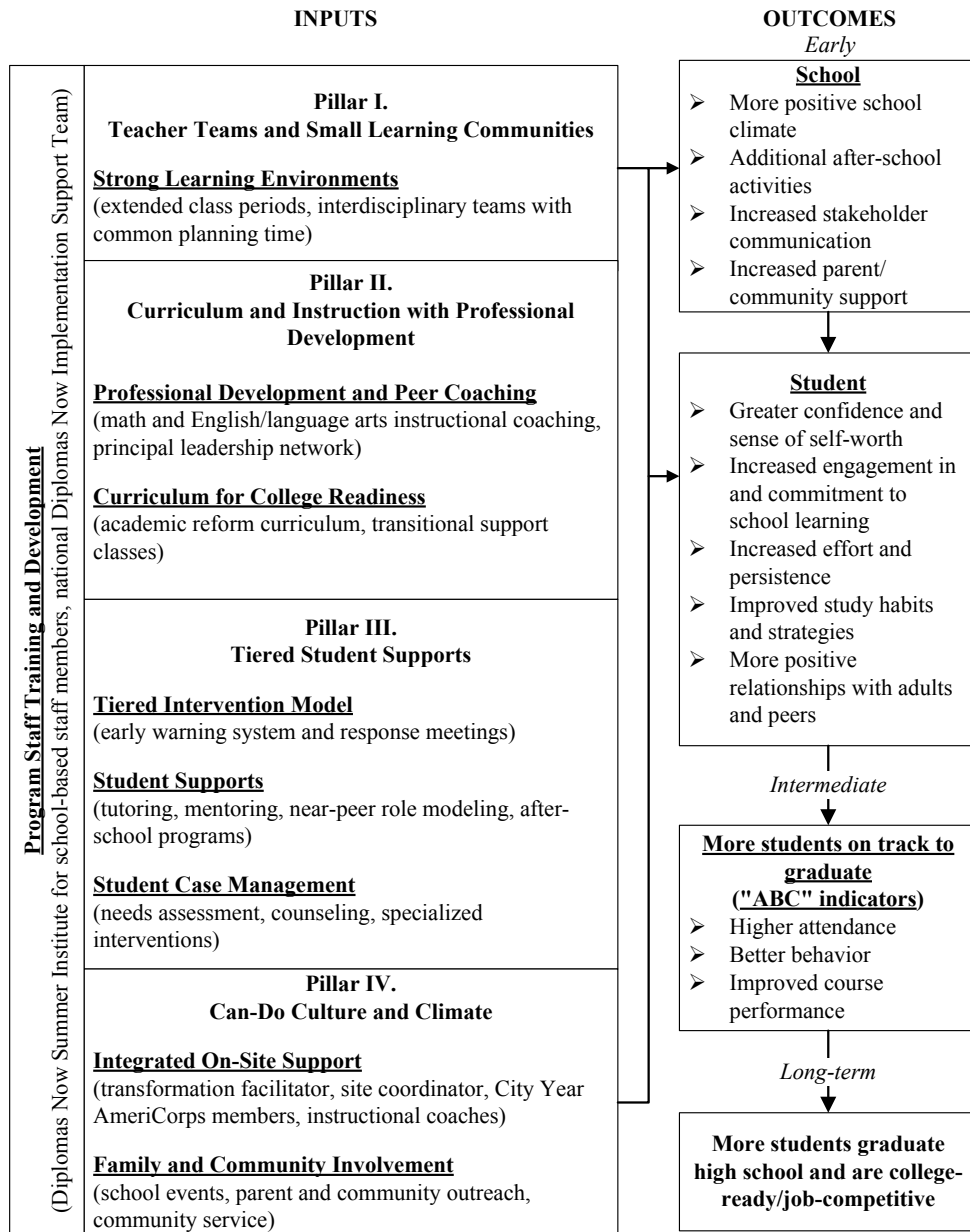 INPUTS
Program Staff Training and Development
(Diplomas Now Summer Institute for school-based staff members, national Diplomas Now Implementation Support Team)
Pillar I.
Teacher Teams and Small Learning Communities
Strong Learning Environments
(extended class periods, interdisciplinary teams with
common planning time)
Pillar II.
Curriculum and Instruction with Professional
Development
Professional Development and Peer Coaching
(math and English/language arts instructional coaching,
principal leadership network)
Curriculum for College Readiness
(academic reform curriculum, transitional support
classes)
Pillar III.
Tiered Student Supports
Tiered Intervention Model
(early warning system and response meetings)
Student Supports
(tutoring, mentoring, near-peer role modeling, after-
school programs)
Student Case Management
(needs assessment, counseling, specialized
interventions)
Pillar IV.
Can-Do Culture and Climate
Integrated On-Site Support
(transformation facilitator, site coordinator, City Year
AmeriCorps members, instructional coaches)
Family and Community Involvement
(school events, parent and community outreach,
community service)
OUTCOMES
Early
School
➢ More positive school
climate
➢ Additional after-school
activities
➢ Increased stakeholder
communication
➢ Increased parent/
community support
Student
➢ Greater confidence and
sense of self-worth
➢ Increased engagement in
and commitment to
school learning
➢ Increased effort and
persistence
➢ Improved study habits
and strategies
➢ More positive
relationships with adults
and peers
Intermediate
More students on track to
graduate
("ABC" indicators)
➢ Higher attendance
➢ Better behavior
➢ Improved course
performance
Long-term
More students graduate
high school and are college-
ready/job-competitive